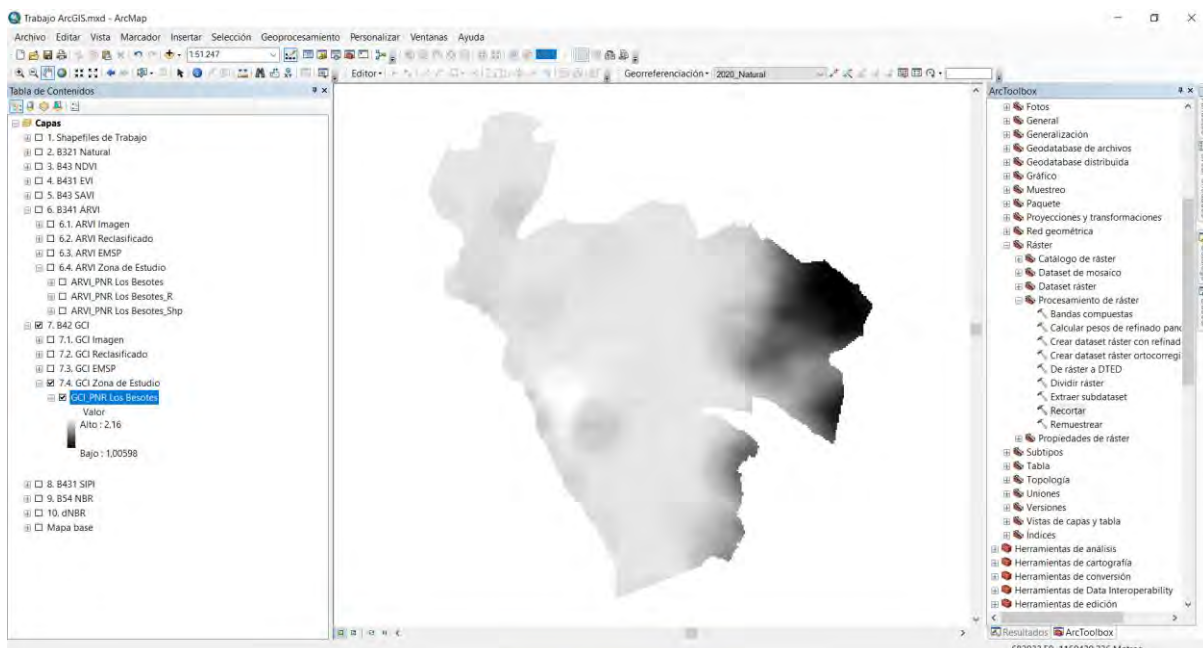 Trabajo ArcGIS.mxd - ArcMap
Archivo Editar Vista Marcador Insertar Selección Geoprocesamiento Personalizar Ventanas Ayuda
1:51.247
Editor Georreferenciación 2020_Natural
Tabla de Contenidos
Capas
1. Shapefiles de Trabajo
2. B321 Natural
3. B43 NDVI
4. B431 EVI
5. B43 SAVI
6. B341 ARVI
6.1. ARVI Imagen
6.2. ARVI Reclasificado
6.3. ARVI EMSP
6.4. ARVI Zona de Estudio
ARVI_PNR Los Besotes
ARVI_PNR Los Besotes_R
ARVI_PNR Los Besotes_Shp
7. B42 GCI
7.1. GCI Imagen
7.2. GCI Reclasificado
7.3. GCI EMSP
7.4. GCI Zona de Estudio
GCI_PNR Los Besotes
Valor
Alto : 2,16
Bajo : 1,00598
8. B431 SIPI
9. B54 NBR
10. dNBR
Mapa base
ArcToolbox
Fotos
General
Generalización
Geodatabase de archivos
Geodatabase distribuida
Gráfico
Muestreo
Paquete
Proyecciones y transformaciones
Red geométrica
Ráster
Catálogo de ráster
Dataset de mosaico
Dataset ráster
Procesamiento de ráster
Bandas compuestas
Calcular pesos de refinado panc
Crear dataset ráster con refinad
Crear dataset ráster ortocorregi
De ráster a DTED
Dividir ráster
Extraer subdataset
Recortar
Remuestrear
Propiedades de ráster
Subtipos
Tabla
Topología
Uniones
Versiones
Vistas de capas y tabla
Índices
Herramientas de análisis
Herramientas de cartografía
Herramientas de conversión
Herramientas de Data Interoperability
Herramientas de edición
Resultados ArcToolbox